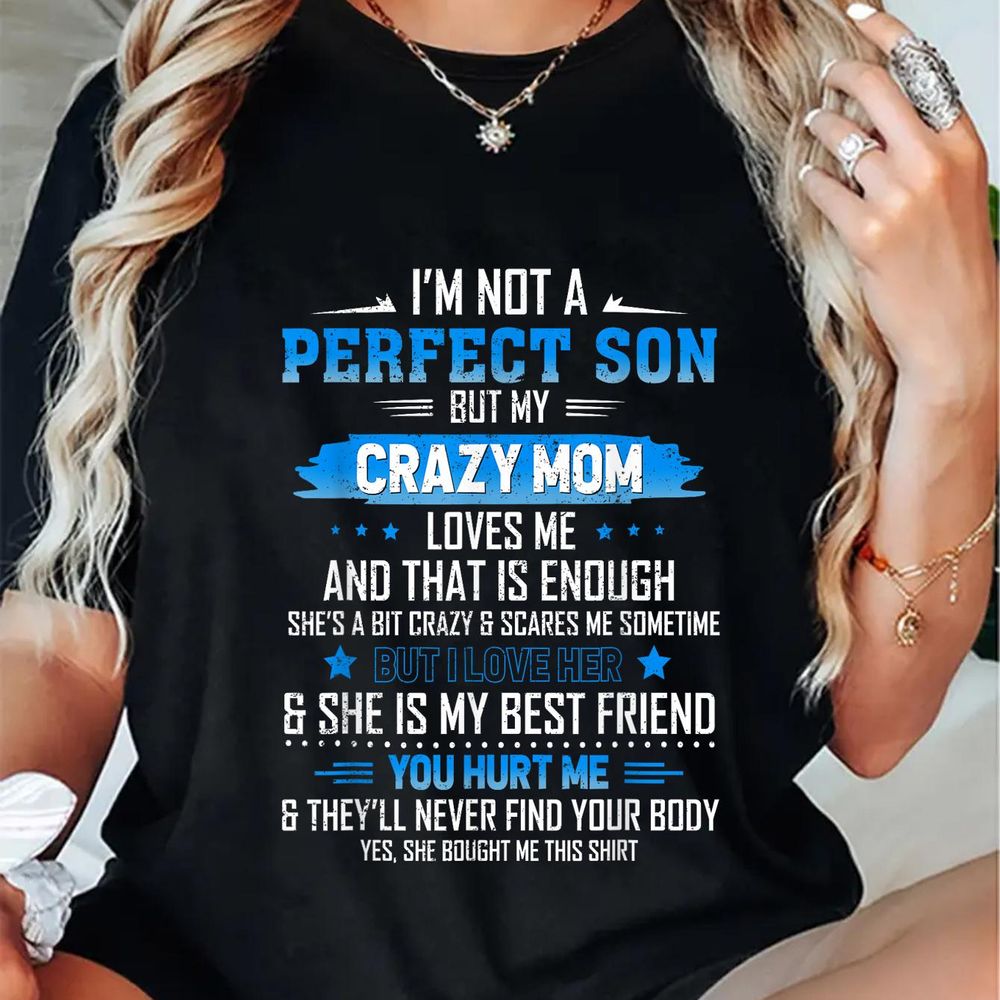 I'M NOT A
PERFECT SON
BUT MY
CRAZY MOM
LOVES ME
AND THAT IS ENOUGH
SHE'S A BIT CRAZY & SCARES ME SOMETIME
BUT I LOVE HER
& SHE IS MY BEST FRIEND
YOU HURT ME
& THEY'LL NEVER FIND YOUR BODY
YES, SHE BOUGHT ME THIS SHIRT